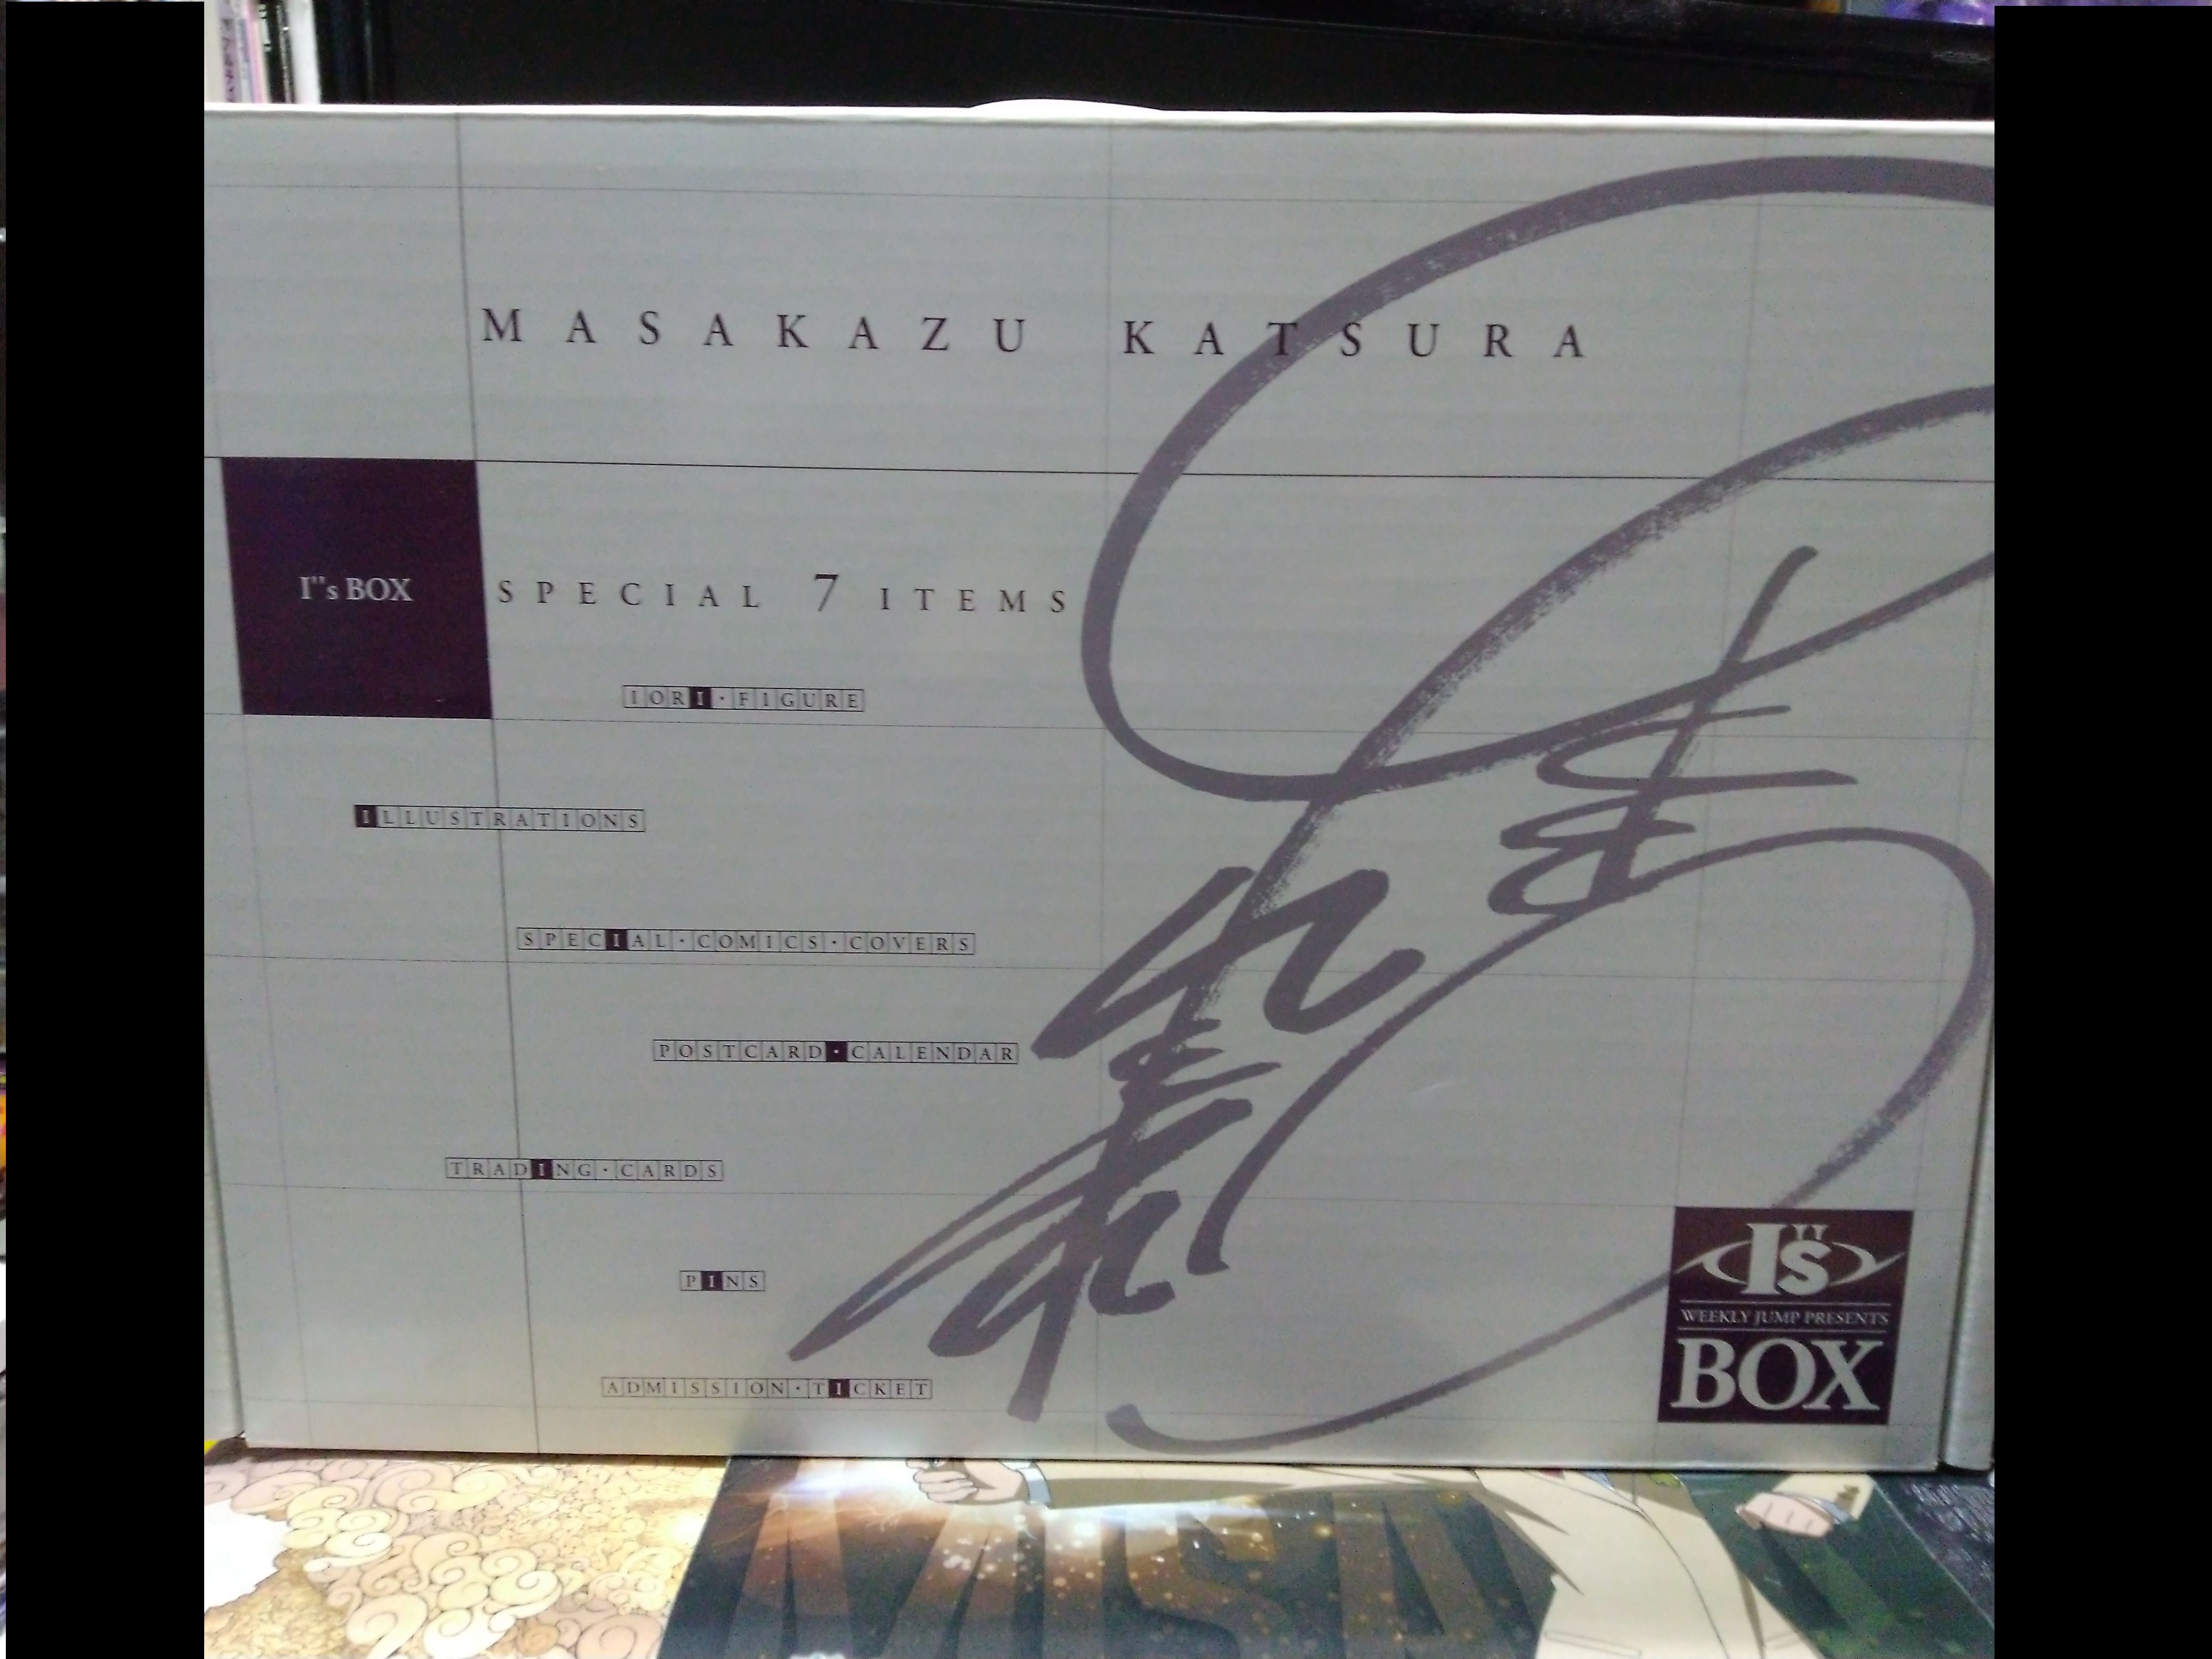 MASAKAZU KATSURA
I"s BOX
SPECIAL 7 ITEMS
IORI・FIGURE
ILLUSTRATIONS
SPECIAL・COMICS・COVERS
POSTCARD・CALENDAR
TRADING・CARDS
PINS
ADMISSION・TICKET
I"s
WEEKLY JUMP PRESENTS
BOX